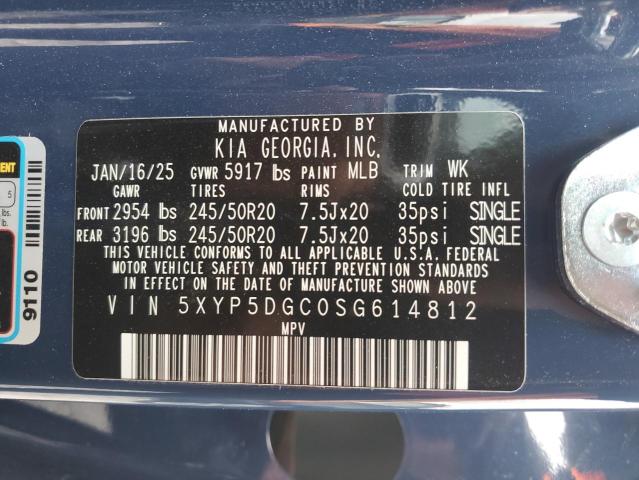 MANUFACTURED BY
KIA GEORGIA, INC.
JAN/16/25 GVWR 5917 lbs PAINT MLB TRIM WK
GAWR TIRES RIMS COLD TIRE INFL
FRONT 2954 lbs 245/50R20 7.5Jx20 35psi SINGLE
REAR 3196 lbs 245/50R20 7.5Jx20 35psi SINGLE
THIS VEHICLE CONFORMS TO ALL APPLICABLE U.S.A. FEDERAL
MOTOR VEHICLE SAFETY AND THEFT PREVENTION STANDARDS
IN EFFECT ON THE DATE OF MANUFACTURE SHOWN ABOVE
VIN 5XYP5DGC0SG614812
MPV
5
lbs.
lb.
9110